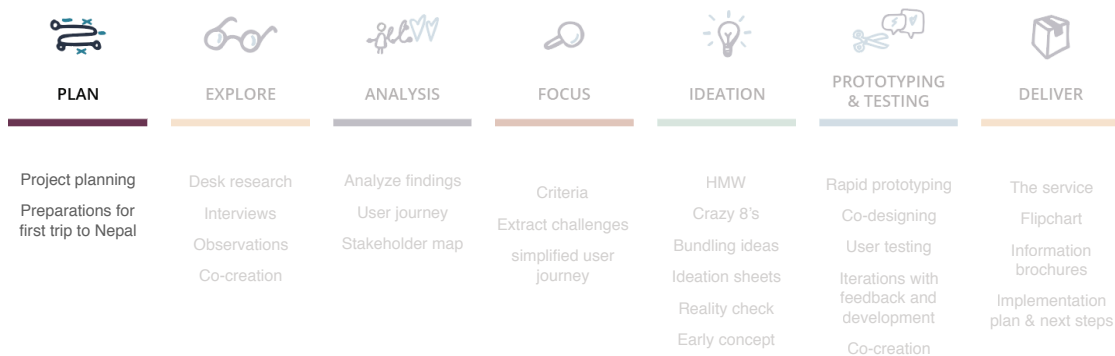 PLAN
Project planning
Preparations for
first trip to Nepal
EXPLORE
Desk research
Interviews
Observations
Co-creation
ANALYSIS
Analyze findings
User journey
Stakeholder map
FOCUS
Criteria
Extract challenges
simplified user
journey
IDEATION
HMW
Crazy 8's
Bundling ideas
Ideation sheets
Reality check
Early concept
PROTOTYPING
& TESTING
Rapid prototyping
Co-designing
User testing
Iterations with
feedback and
development
Co-creation
DELIVER
The service
Flipchart
Information
brochures
Implementation
plan & next steps